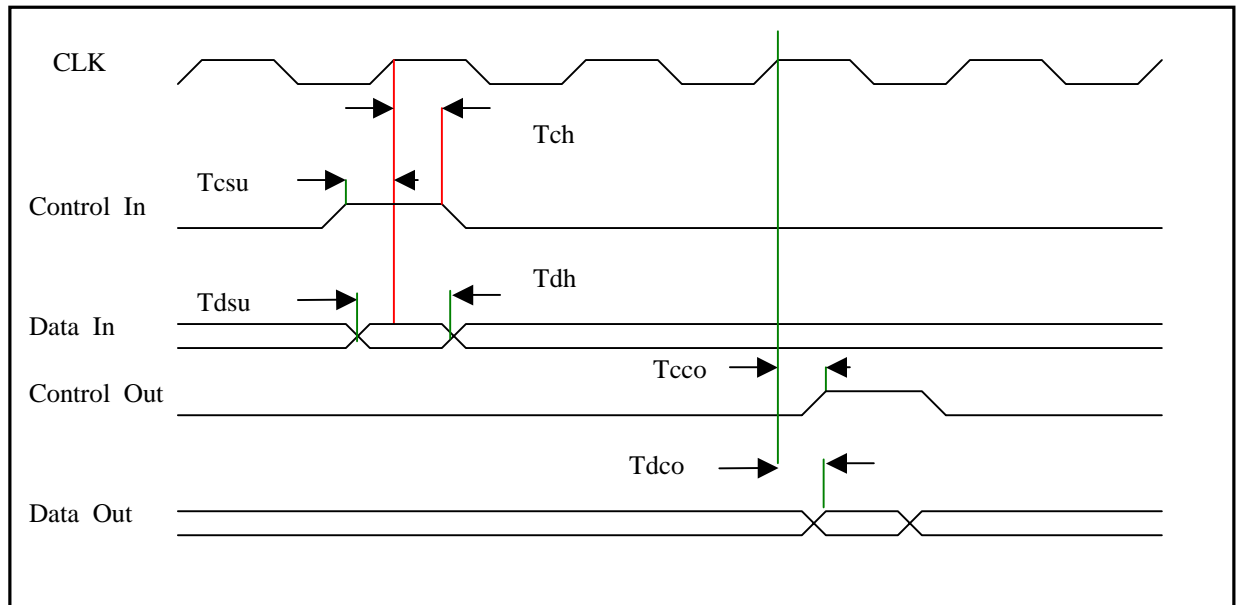 CLK
Tch
Tcsu
Control In
Tdh
Tdsu
Data In
Tcco
Control Out
Tdco
Data Out